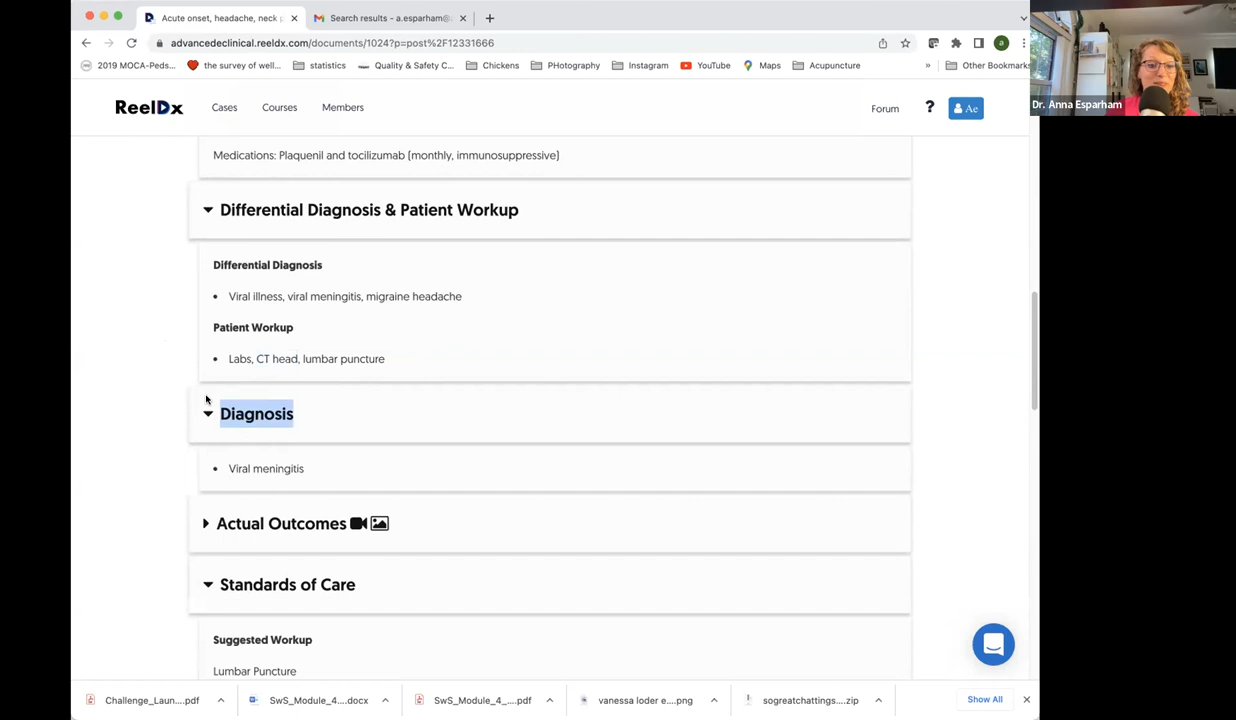 Acute onset, headache, neck p
Search results - a.esparham@
advancedeclinical.reeldx.com/documents/1024?p=post%2F12331666
2019 MOCA-Peds...
the survey of well...
statistics
Quality & Safety C...
Chickens
PHotography
Instagram
YouTube
Maps
Acupuncture
»
Other Bookmarks
Dr. Anna Esparham
ReelDx
Cases
Courses
Members
Forum
?
Ae
Medications: Plaquenil and tocilizumab (monthly, immunosuppressive)
Differential Diagnosis & Patient Workup
Differential Diagnosis
• Viral illness, viral meningitis, migraine headache
Patient Workup
• Labs, CT head, lumbar puncture
Diagnosis
• Viral meningitis
Actual Outcomes
Standards of Care
Suggested Workup
Lumbar Puncture
Challenge_Laun....pdf
SwS_Module_4....docx
SwS_Module_4_....pdf
vanessa loder e....png
sogreatchattings....zip
Show All